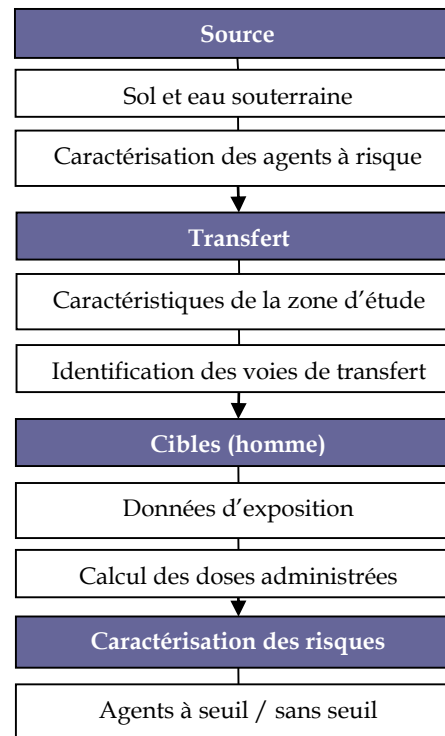 Source
Sol et eau souterraine
Caractérisation des agents à risque
Transfert
Caractéristiques de la zone d’étude
Identification des voies de transfert
Cibles (homme)
Données d’exposition
Calcul des doses administrées
Caractérisation des risques
Agents à seuil / sans seuil